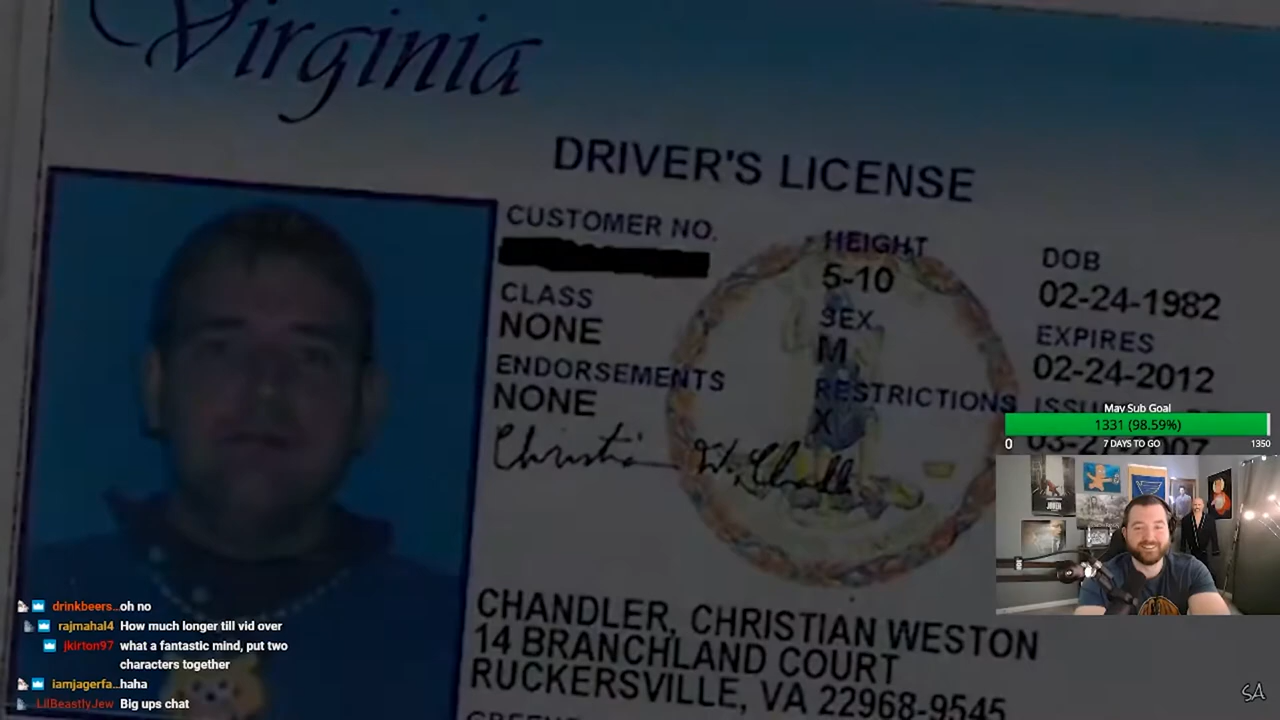 Virginia
DRIVER'S LICENSE
CUSTOMER NO.
HEIGHT
5-10
DOB
02-24-1982
CLASS
NONE
SEX
M
EXPIRES
02-24-2012
ENDORSEMENTS
NONE
RESTRICTIONS
X
Christian W. Chandler
May Sub Goal
1331 (98.59%)
0 7 DAYS TO GO 1350
CHANDLER, CHRISTIAN WESTON
14 BRANCHLAND COURT
RUCKERSVILLE, VA 22968-9545
drinkbeers... oh no
rajmahal4 How much longer till vid over
jkirton97 what a fantastic mind, put two
characters together
iamjagerfa... haha
LilBeastlyJew Big ups chat
SA